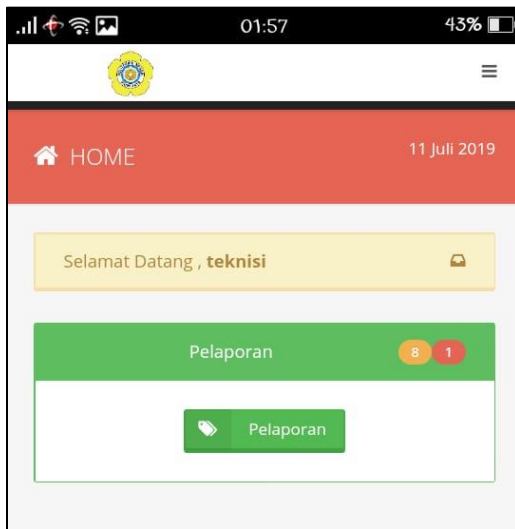 01:57
43%
HOME
11 Juli 2019
Selamat Datang , teknisi
Pelaporan
8 1
Pelaporan